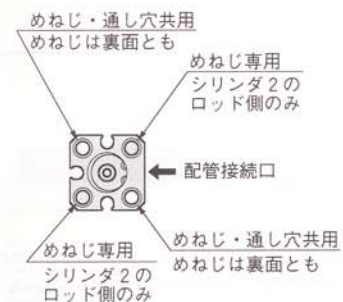 めねじ・通し穴共用
めねじは裏面とも
めねじ専用
シリンダ2の
ロッド側のみ
配管接続口
めねじ・通し穴共用
めねじは裏面とも
めねじ専用
シリンダ2の
ロッド側のみ